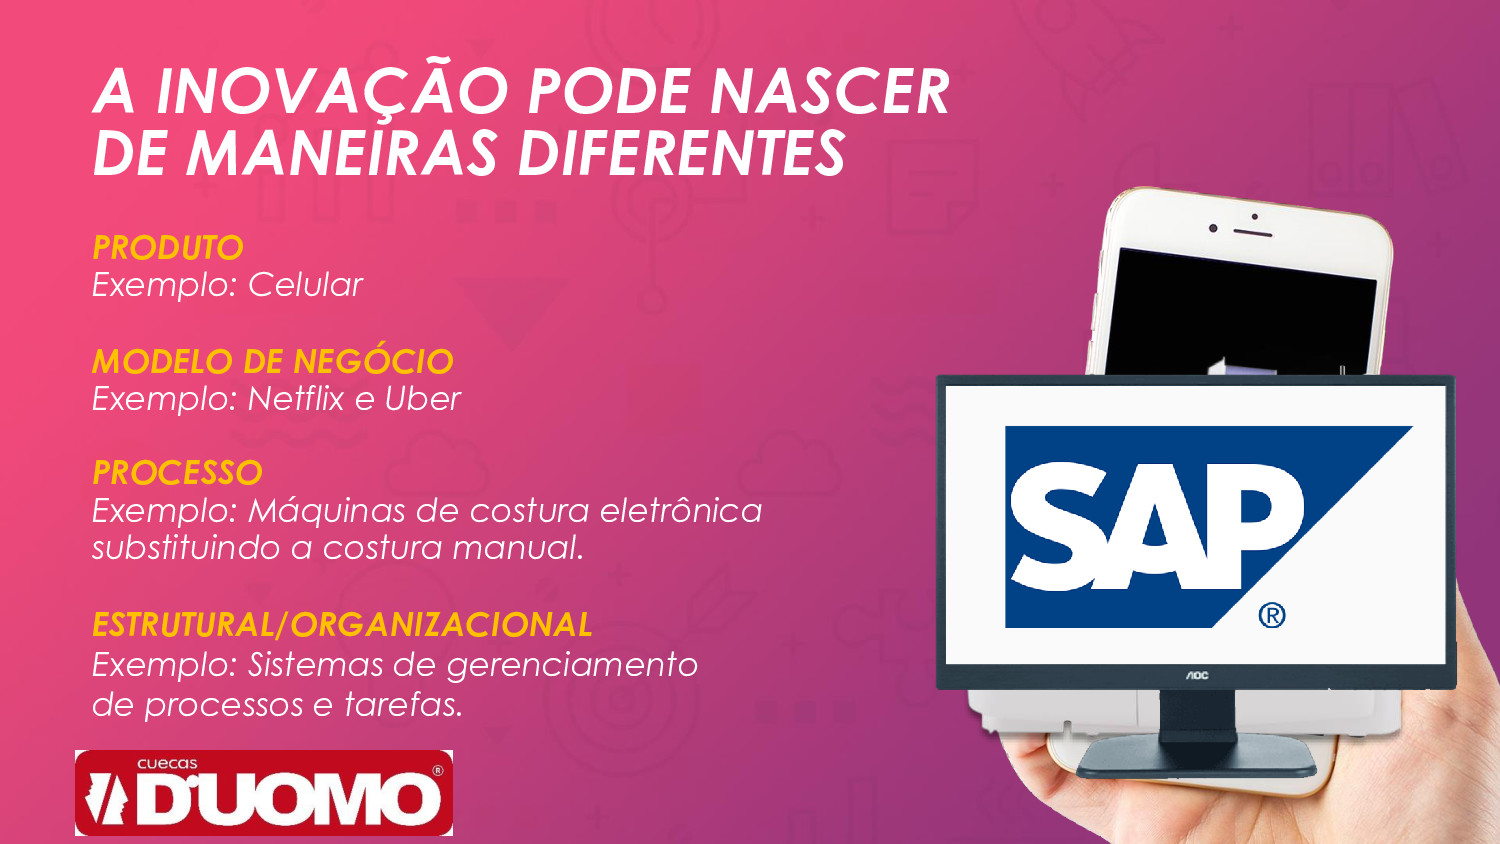 A INOVAÇÃO PODE NASCER
DE MANEIRAS DIFERENTES
PRODUTO
Exemplo: Celular
MODELO DE NEGÓCIO
Exemplo: Netflix e Uber
PROCESSO
Exemplo: Máquinas de costura eletrônica
substituindo a costura manual.
ESTRUTURAL/ORGANIZACIONAL
Exemplo: Sistemas de gerenciamento
de processos e tarefas.
SAP
®
AOC
cuecas
D'UOMO ®